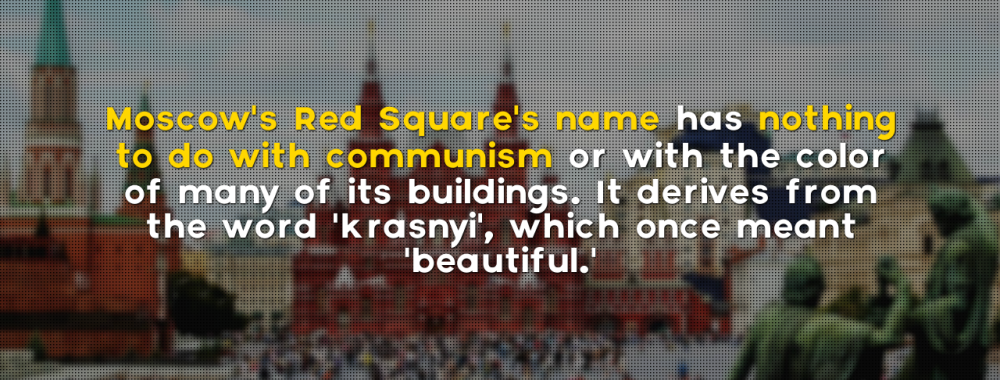 Moscow's Red Square's name has nothing
to do with communism or with the color
of many of its buildings. It derives from
the word 'krasnyi', which once meant
'beautiful.'